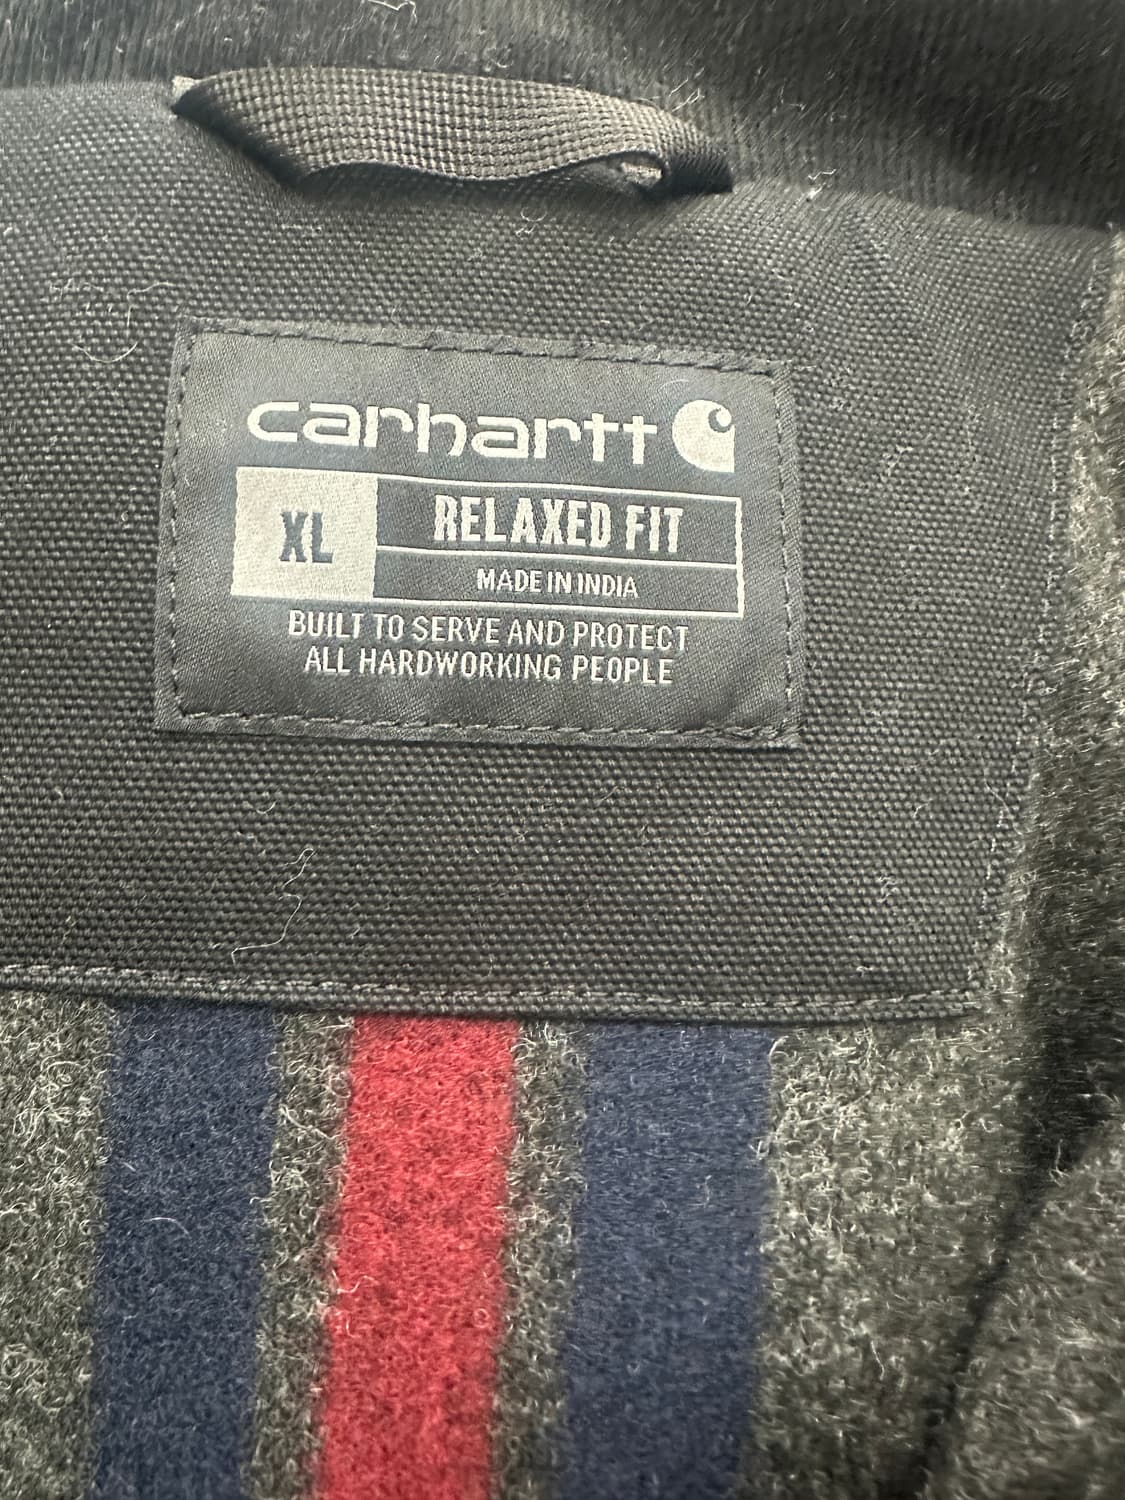 carhartt
XL
RELAXED FIT
MADE IN INDIA
BUILT TO SERVE AND PROTECT
ALL HARDWORKING PEOPLE